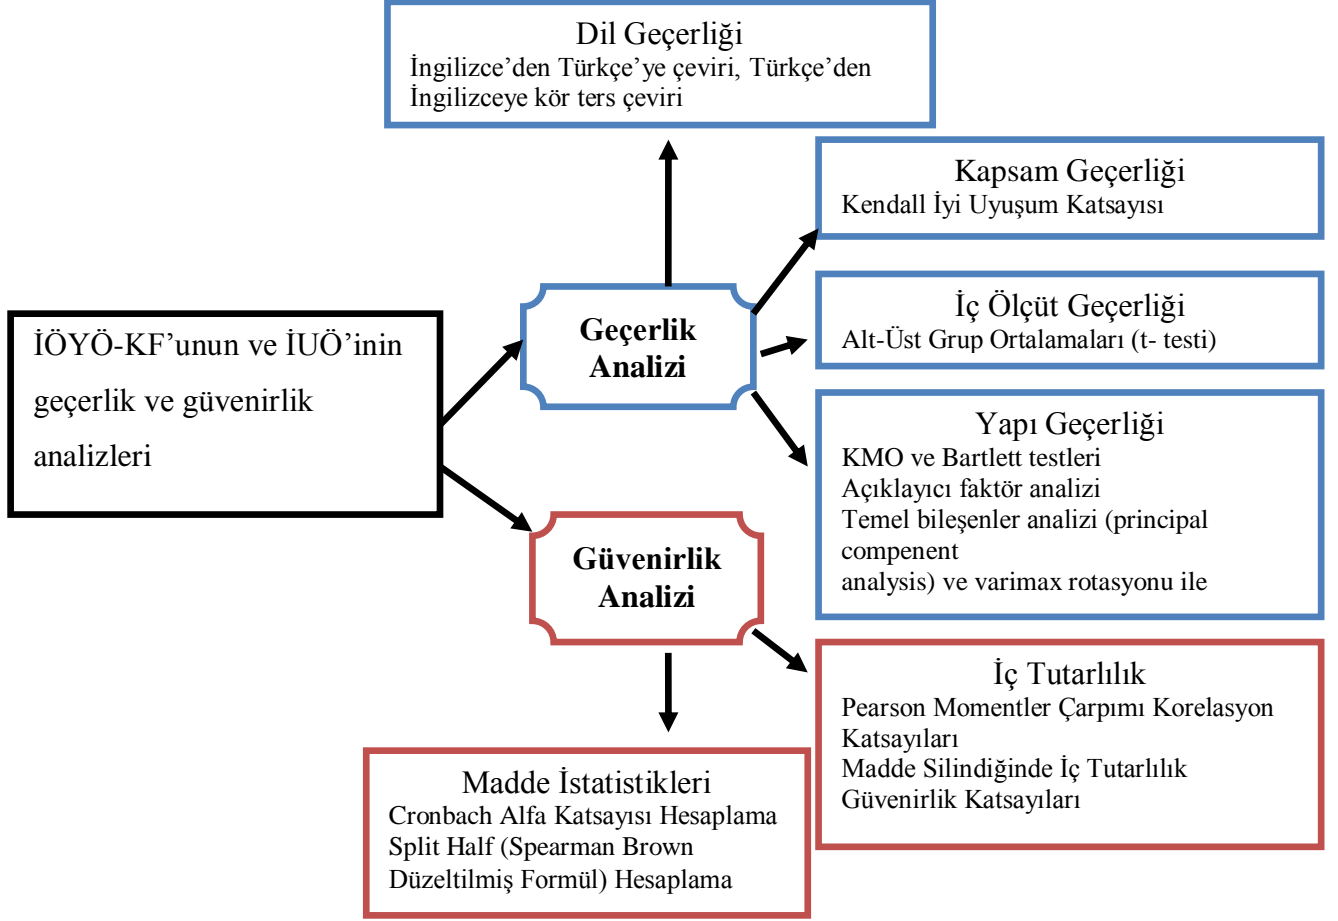 Dil Geçerliği
İngilizce’den Türkçe’ye çeviri, Türkçe’den
İngilizceye kör ters çeviri
Kapsam Geçerliği
Kendall İyi Uyuşum Katsayısı
İç Ölçüt Geçerliği
Alt-Üst Grup Ortalamaları (t- testi)
Geçerlik
Analizi
İÖYÖ-KF’unun ve İUÖ’inin
geçerlik ve güvenirlik
analizleri
Yapı Geçerliği
KMO ve Bartlett testleri
Açıklayıcı faktör analizi
Temel bileşenler analizi (principal
compenent
analysis) ve varimax rotasyonu ile
Güvenirlik
Analizi
İç Tutarlılık
Pearson Momentler Çarpımı Korelasyon
Katsayıları
Madde Silindiğinde İç Tutarlılık
Güvenirlik Katsayıları
Madde İstatistikleri
Cronbach Alfa Katsayısı Hesaplama
Split Half (Spearman Brown
Düzeltilmiş Formül) Hesaplama